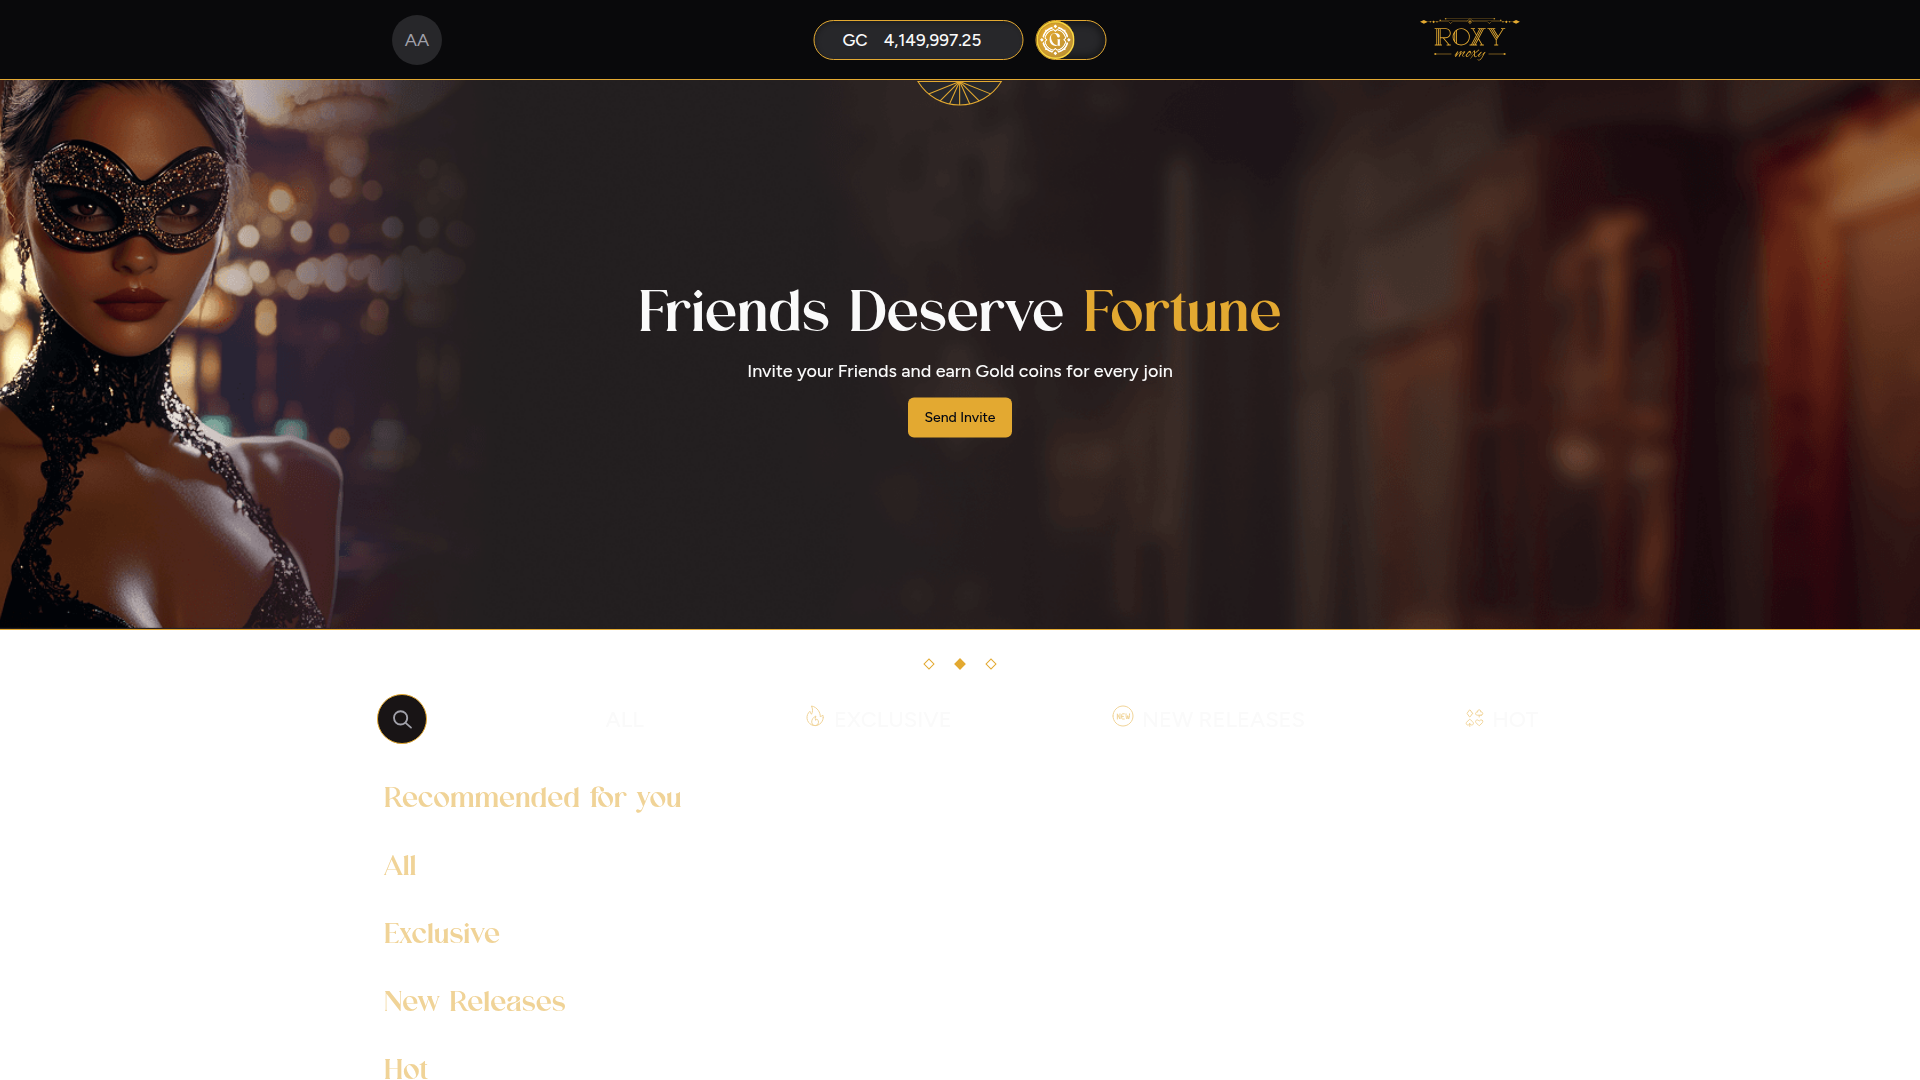 AA
GC 4,149,997.25
G
ROXY
moxy
Friends Deserve Fortune
Invite your Friends and earn Gold coins for every join
Send Invite
ALL
EXCLUSIVE
NEW
NEW RELEASES
HOT
Recommended for you
All
Exclusive
New Releases
Hot